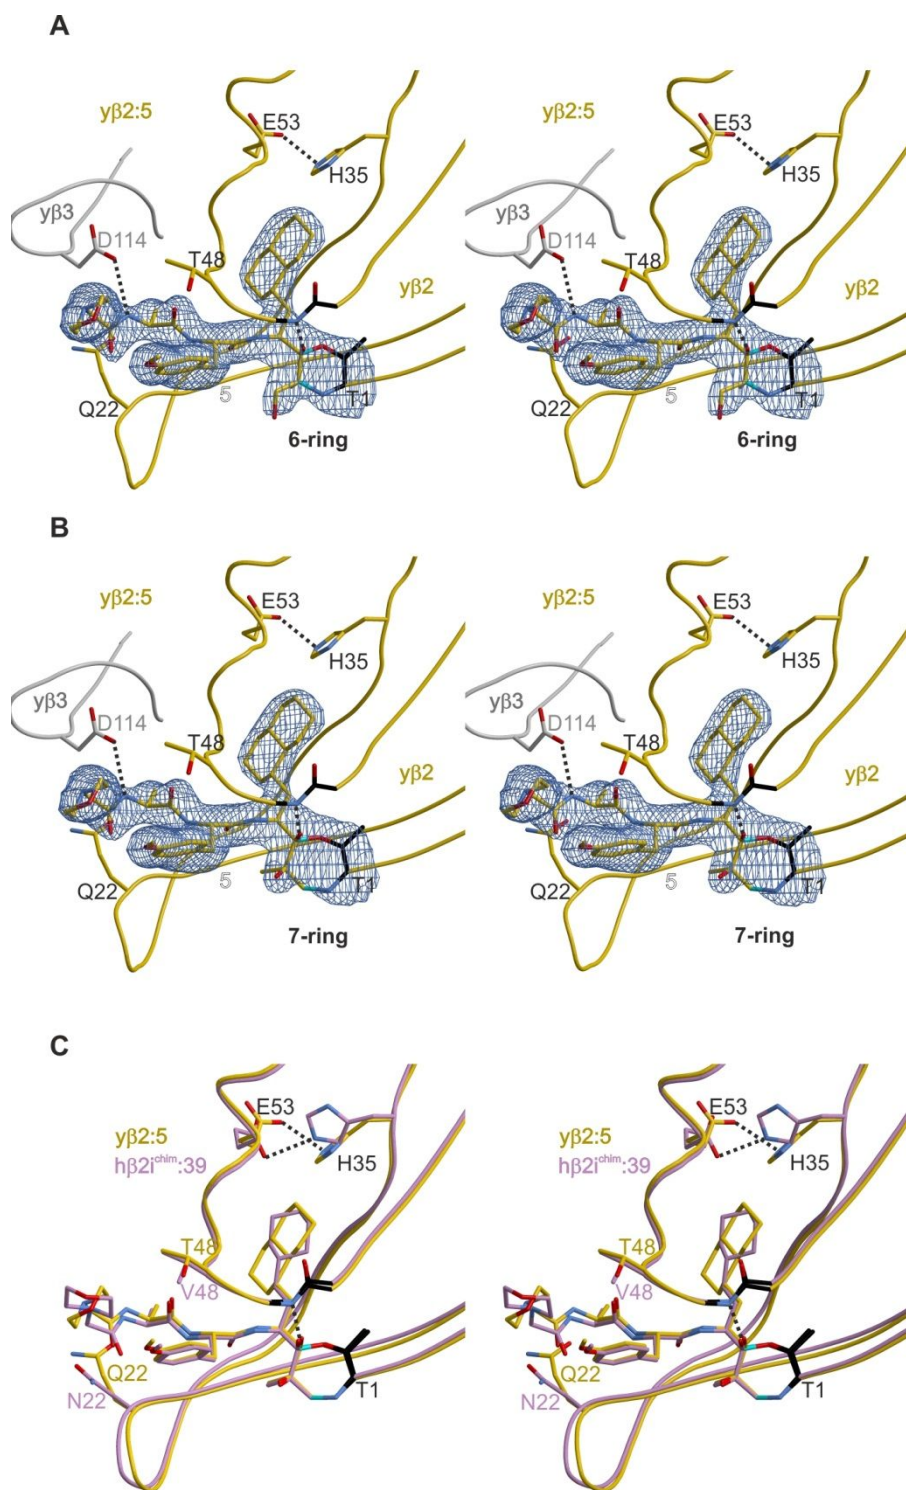 A
yβ2:5 E53 yβ2:5 E53
H35 H35
yβ3 yβ3
D114 T48 D114 T48
yβ2 yβ2
Q22 5 T1 Q22 5 T1
6-ring 6-ring
B
yβ2:5 E53 yβ2:5 E53
H35 H35
yβ3 yβ3
D114 T48 D114 T48
yβ2 yβ2
Q22 5 T1 Q22 5 T1
7-ring 7-ring
C
yβ2:5 E53 yβ2:5 E53
hβ2i^chim:39 H35 hβ2i^chim:39 H35
T48 T48
V48 V48
Q22 Q22
N22 T1 N22 T1